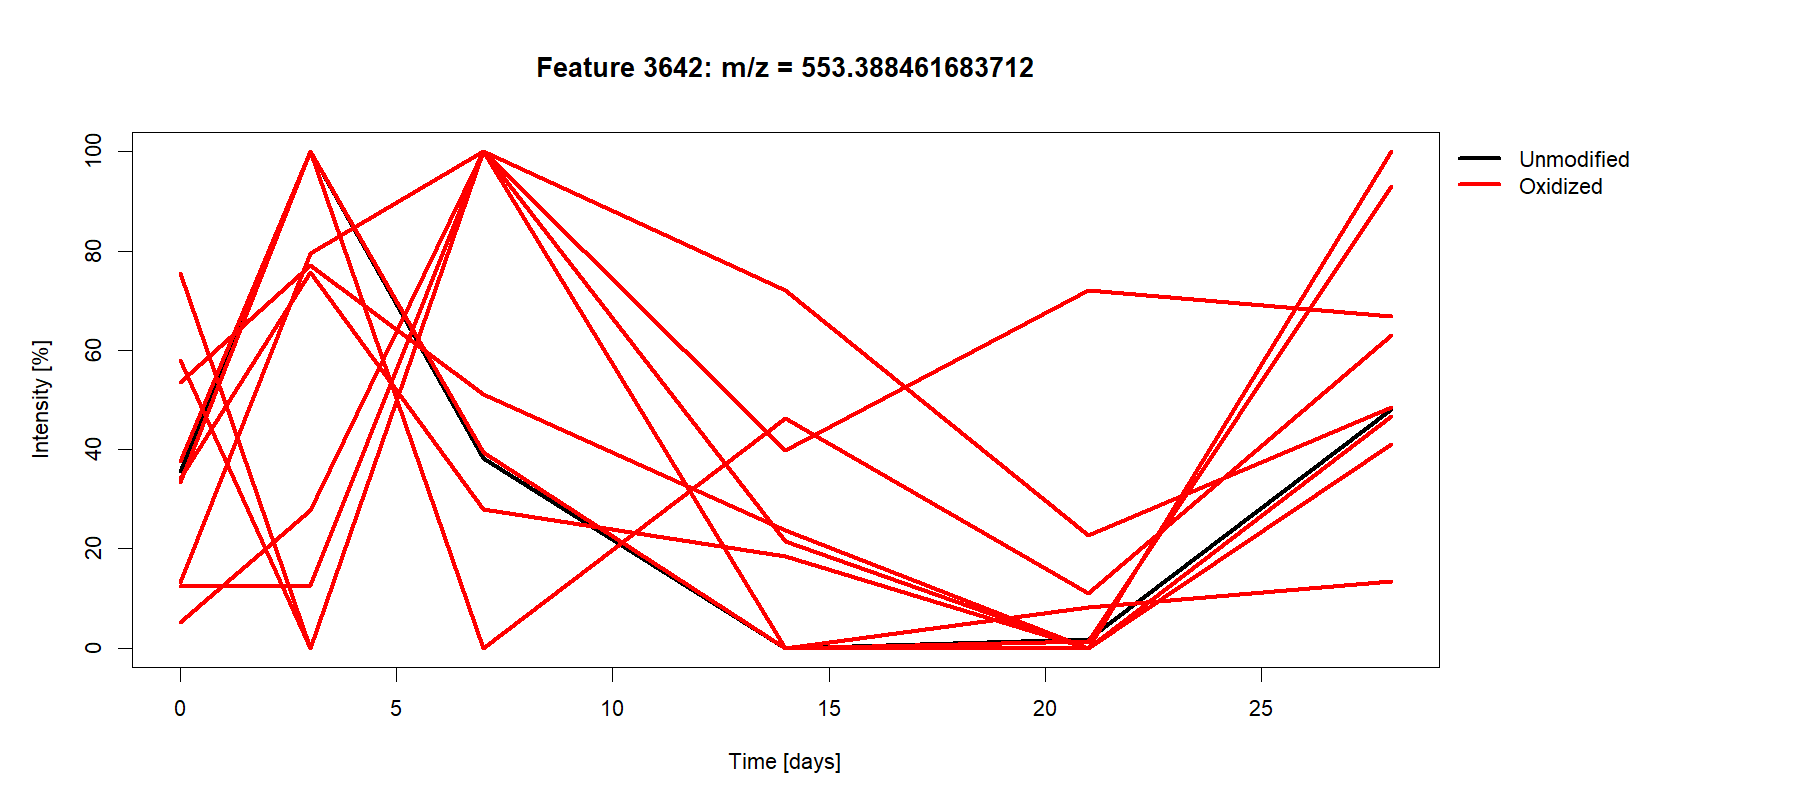 Feature 3642: m/z = 553.388461683712
Unmodified
Oxidized
Intensity [%]
100
80
60
40
20
0
0 5 10 15 20 25
Time [days]